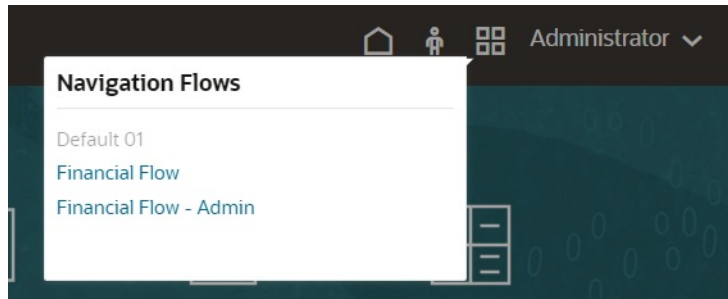 Administrator
Navigation Flows
Default 01
Financial Flow
Financial Flow - Admin